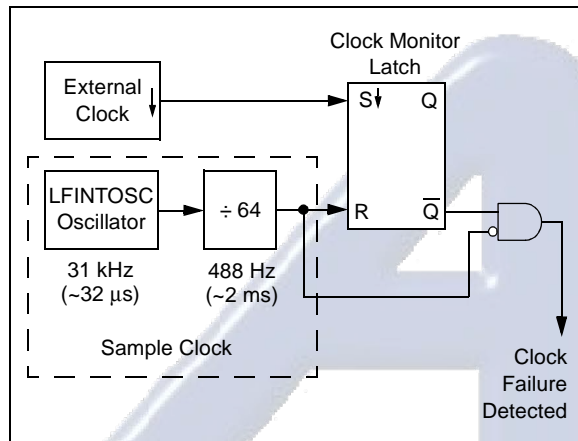 Clock Monitor
Latch
External
Clock
S
Q
LFINTOSC
Oscillator
÷ 64
R
Q̅
31 kHz
(~32 μs)
488 Hz
(~2 ms)
Sample Clock
Clock
Failure
Detected